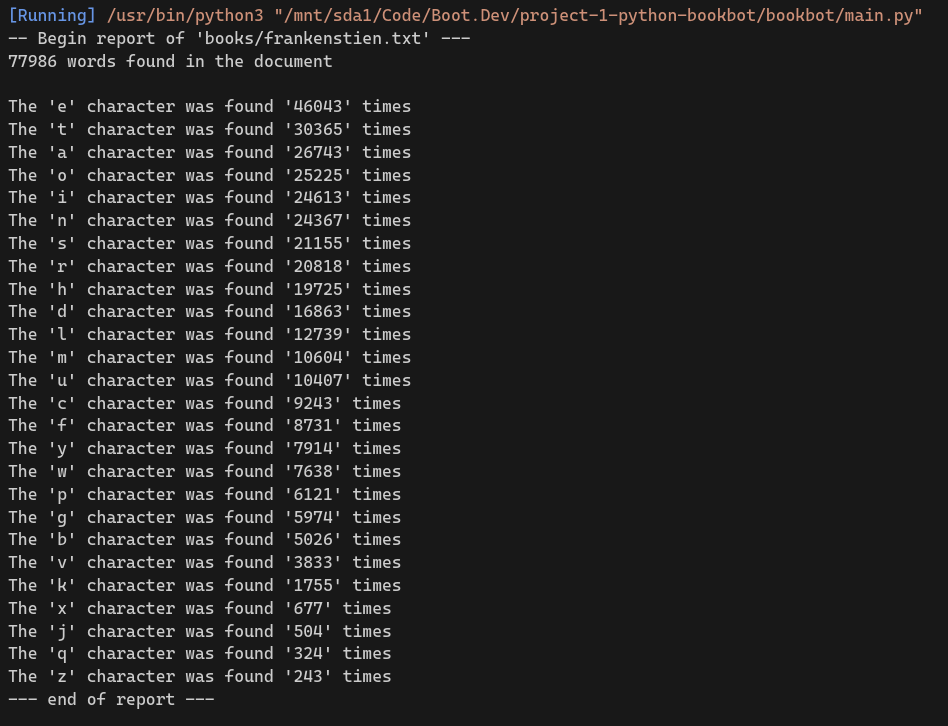 [Running] /usr/bin/python3 "/mnt/sda1/Code/Boot.Dev/project-1-python-bookbot/bookbot/main.py"
-- Begin report of 'books/frankenstien.txt' ---
77986 words found in the document

The 'e' character was found '46043' times
The 't' character was found '30365' times
The 'a' character was found '26743' times
The 'o' character was found '25225' times
The 'i' character was found '24613' times
The 'n' character was found '24367' times
The 's' character was found '21155' times
The 'r' character was found '20818' times
The 'h' character was found '19725' times
The 'd' character was found '16863' times
The 'l' character was found '12739' times
The 'm' character was found '10604' times
The 'u' character was found '10407' times
The 'c' character was found '9243' times
The 'f' character was found '8731' times
The 'y' character was found '7914' times
The 'w' character was found '7638' times
The 'p' character was found '6121' times
The 'g' character was found '5974' times
The 'b' character was found '5026' times
The 'v' character was found '3833' times
The 'k' character was found '1755' times
The 'x' character was found '677' times
The 'j' character was found '504' times
The 'q' character was found '324' times
The 'z' character was found '243' times
--- end of report ---